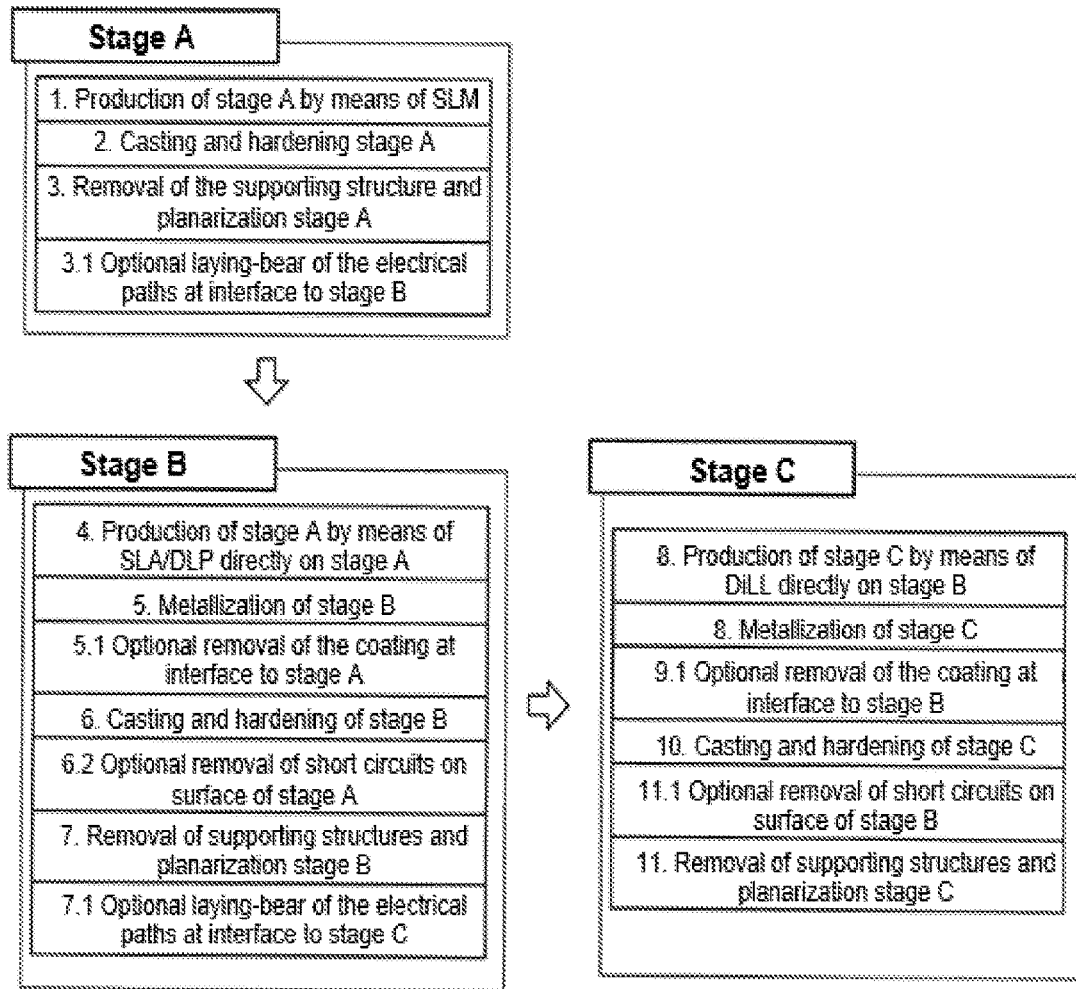 Stage A
1. Production of stage A by means of SLM
2. Casting and hardening stage A
3. Removal of the supporting structure and
planarization stage A
3.1 Optional laying-bear of the electrical
paths at interface to stage B
Stage B
4. Production of stage A by means of
SLA/DLP directly on stage A
5. Metallization of stage B
5.1 Optional removal of the coating at
interface to stage A
6. Casting and hardening of stage B
6.2 Optional removal of short circuits on
surface of stage A
7. Removal of supporting structures and
planarization stage B
7.1 Optional laying-bear of the electrical
paths at interface to stage C
Stage C
8. Production of stage C by means of
DiLL directly on stage B
8. Metallization of stage C
9.1 Optional removal of the coating at
interface to stage B
10. Casting and hardening of stage C
11.1 Optional removal of short circuits on
surface of stage B
11. Removal of supporting structures and
planarization stage C